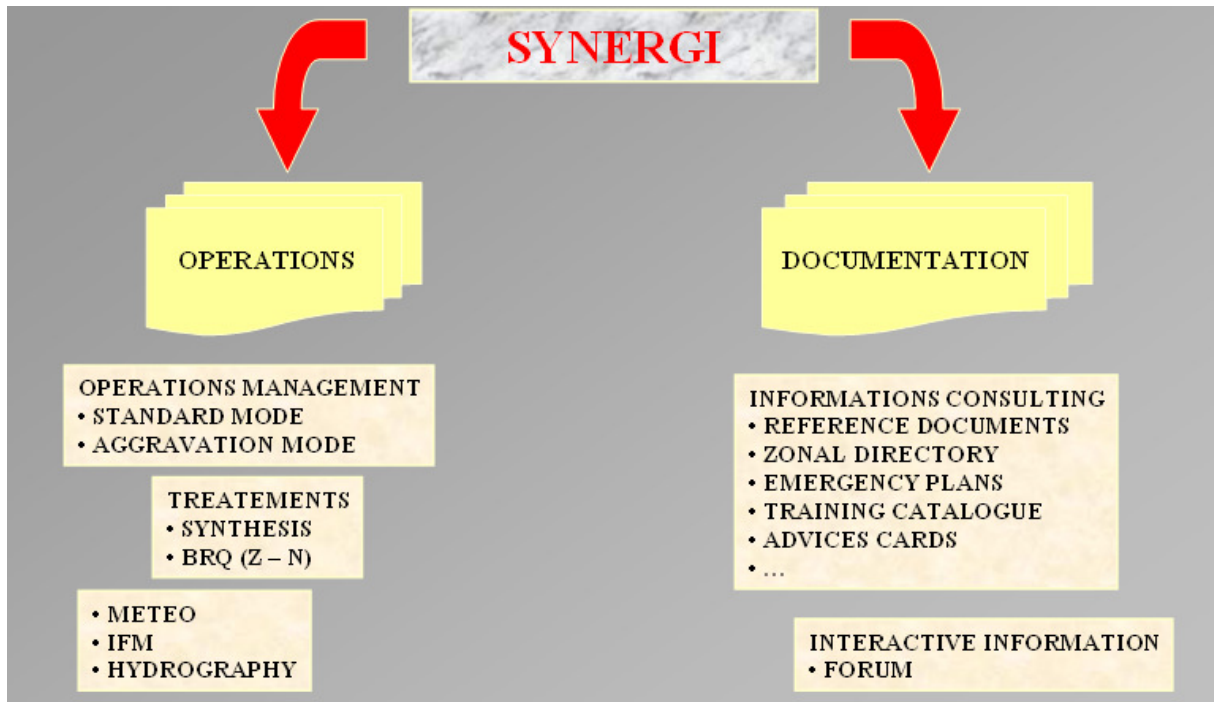 SYNERGI
OPERATIONS
OPERATIONS MANAGEMENT
• STANDARD MODE
• AGGRAVATION MODE
TREATEMENTS
• SYNTHESIS
• BRQ (Z – N)
• METEO
• IFM
• HYDROGRAPHY
DOCUMENTATION
INFORMATIONS CONSULTING
• REFERENCE DOCUMENTS
• ZONAL DIRECTORY
• EMERGENCY PLANS
• TRAINING CATALOGUE
• ADVICES CARDS
• ...
INTERACTIVE INFORMATION
• FORUM